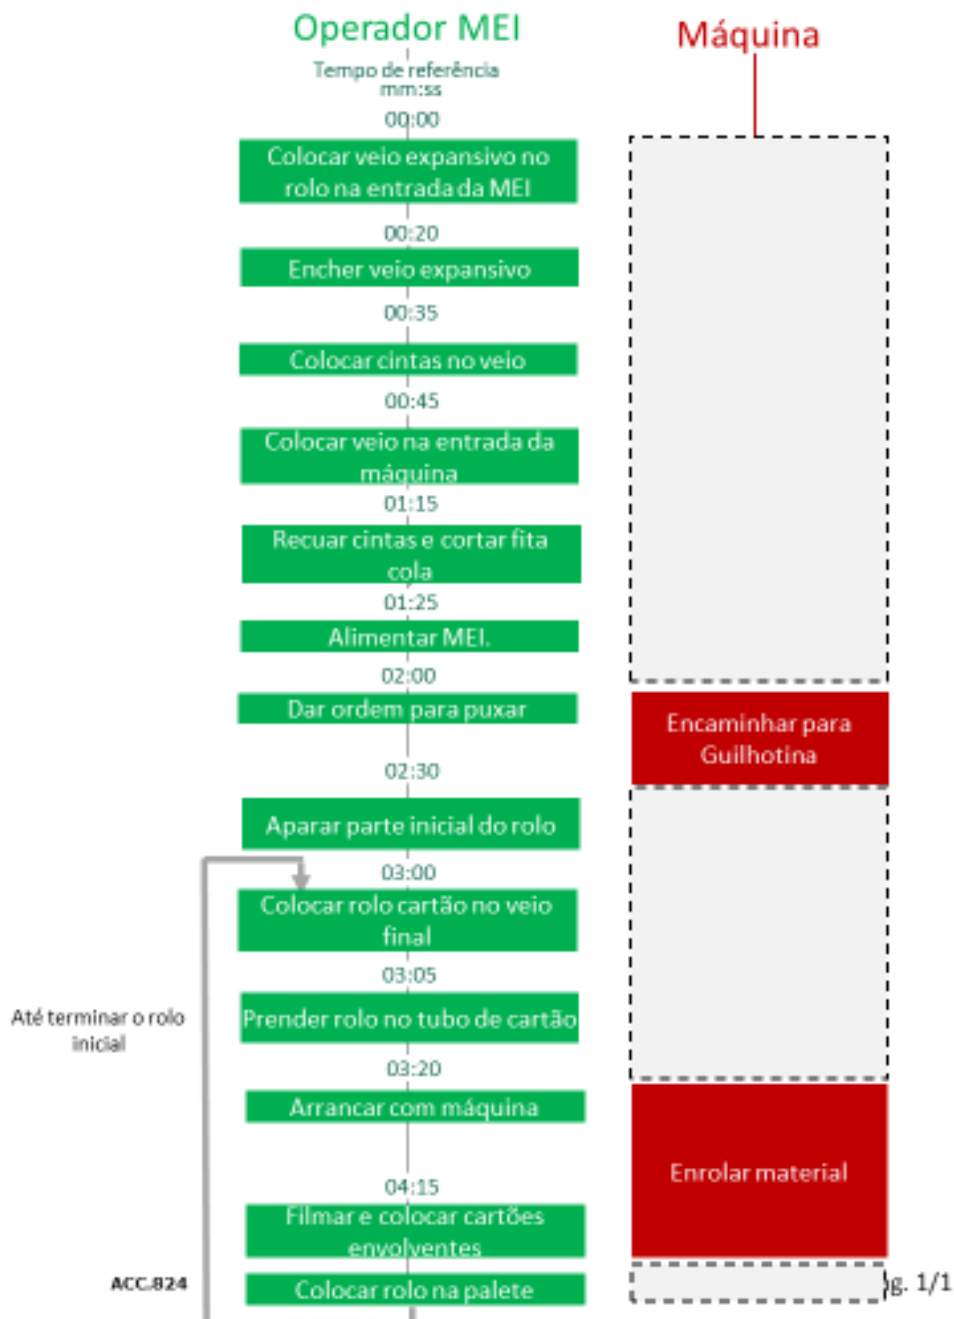 Operador MEI
Máquina
Tempo de referência
mm:ss
00:00
Colocar veio expansivo no
rolo na entrada da MEI
00:20
Encher veio expansivo
00:35
Colocar cintas no veio
00:45
Colocar veio na entrada da
máquina
01:15
Recuar cintas e cortar fita
cola
01:25
Alimentar MEI.
02:00
Dar ordem para puxar
Encaminhar para
Guilhotina
02:30
Aparar parte inicial do rolo
03:00
Colocar rolo cartão no veio
final
03:05
Até terminar o rolo
inicial
Prender rolo no tubo de cartão
03:20
Arrancar com máquina
Enrolar material
04:15
Filmar e colocar cartões
envolventes
ACC.824
Colocar rolo na palete
g. 1/1